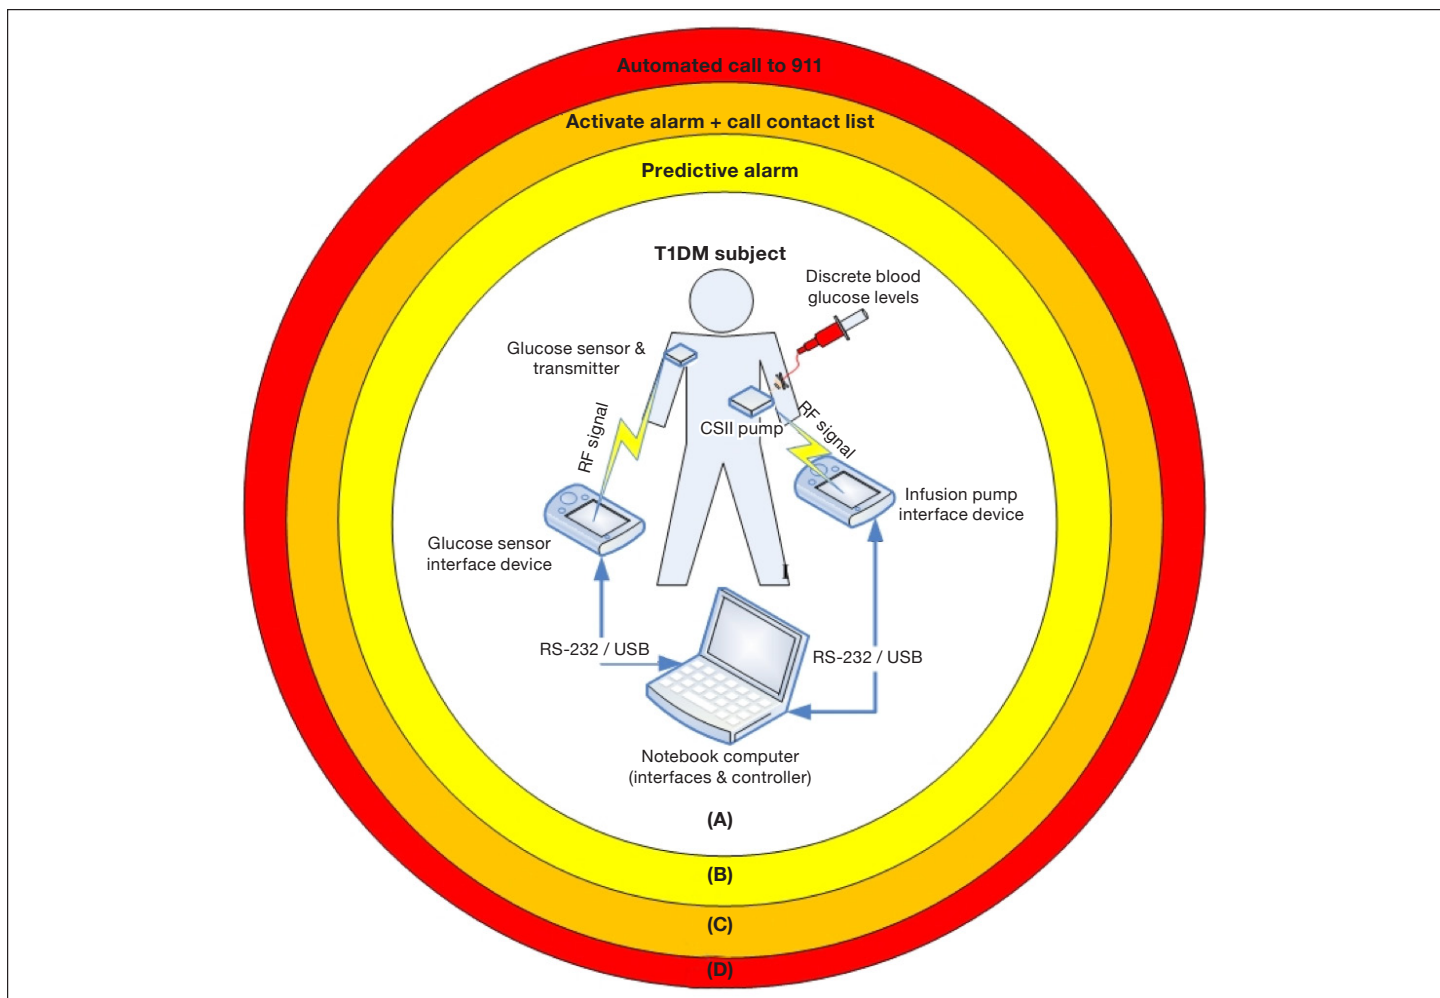 Automated call to 911
Activate alarm + call contact list
Predictive alarm
T1DM subject
Discrete blood
glucose levels
Glucose sensor &
transmitter
RF signal
CSII pump
RF signal
Infusion pump
interface device
Glucose sensor
interface device
I
RS-232 / USB
RS-232 / USB
Notebook computer
(interfaces & controller)
(A)
(B)
(C)
(D)